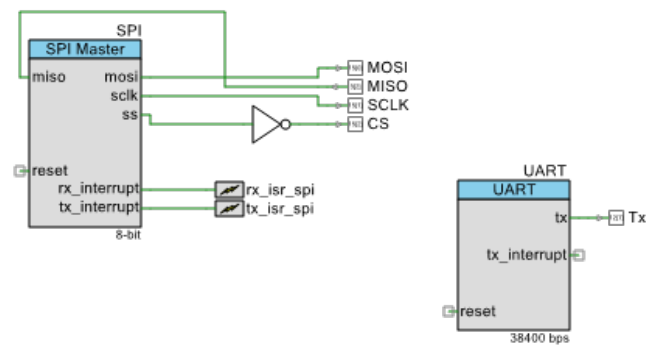 SPI
SPI Master
miso
mosi
sclk
ss
reset
rx_interrupt
tx_interrupt
8-bit
MOSI
MISO
SCLK
CS
rx_isr_spi
tx_isr_spi
UART
UART
tx
tx_interrupt
reset
38400 bps
Tx